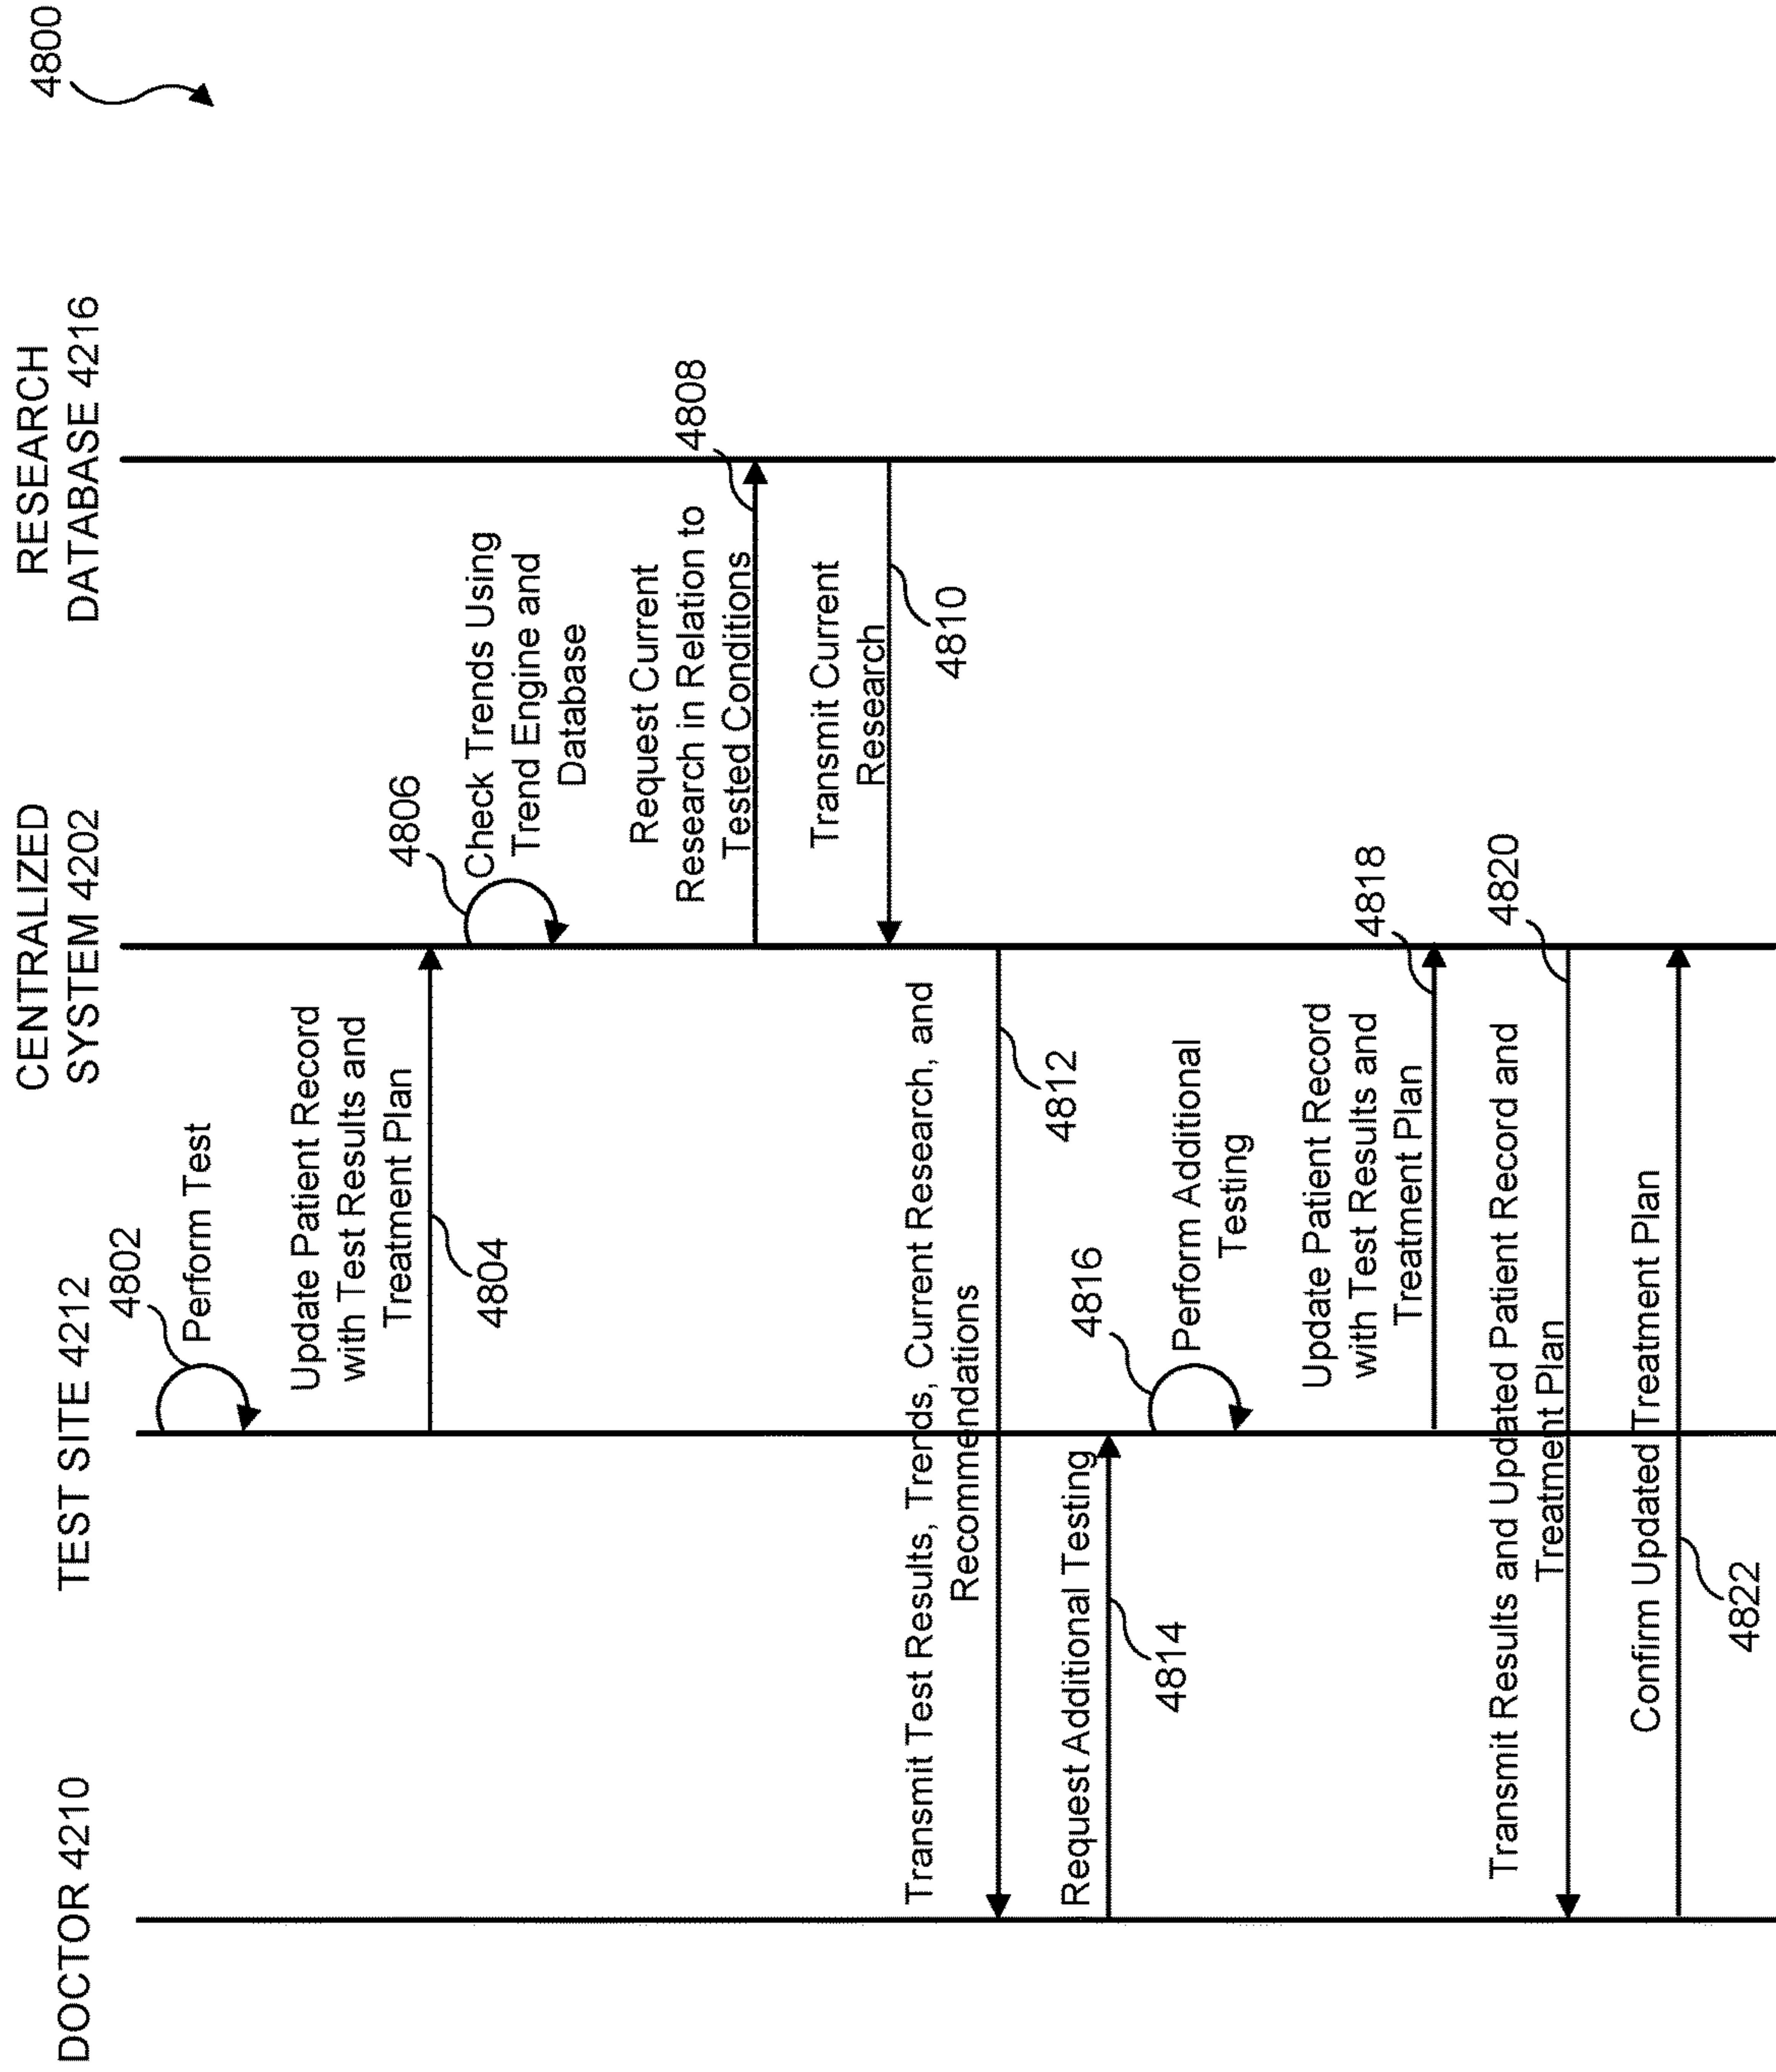 4800
DOCTOR 4210
TEST SITE 4212
CENTRALIZED
SYSTEM 4202
RESEARCH
DATABASE 4216
4802
Perform Test
Update Patient Record
with Test Results and
Treatment Plan
4804
4806
Check Trends Using
Trend Engine and
Database
Request Current
Research in Relation to
Tested Conditions
4808
Transmit Current
Research
4810
Transmit Test Results, Trends, Current Research, and
Recommendations
4812
Request Additional Testing
4814
4816
Perform Additional
Testing
Update Patient Record
with Test Results and
Treatment Plan
4818
Transmit Results and Updated Patient Record and
Treatment Plan
4820
Confirm Updated Treatment Plan
4822